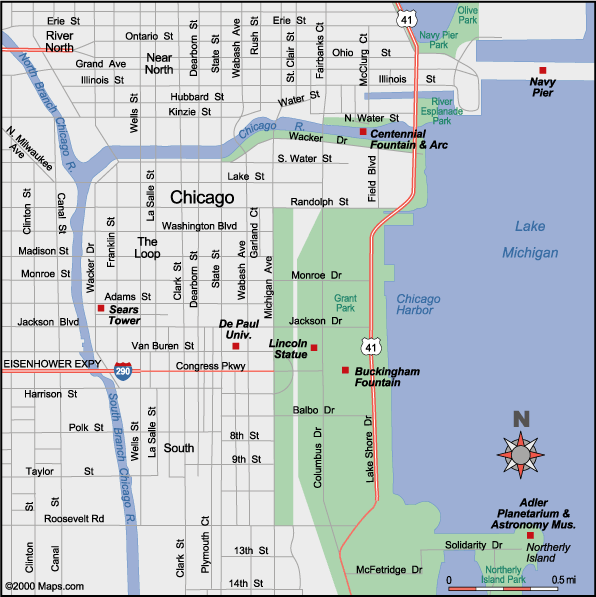 Erie St
Erie St
41
Olive
Park
River
North
Ontario St
Near
North
Dearborn St
State St
Wabash Ave
Rush St
St. Clair St
Fairbanks Ct
McClurg Ct
Navy Pier
Park
Grand Ave
Ohio St
Illinois St
Illinois St
Navy
Pier
Hubbard St
Water St
Kinzie St
Wells St
N. Water St
River
Esplanade
Park
North Branch Chicago R.
Chicago R.
Centennial
Fountain & Arc
Wacker Dr
N. Milwaukee
Ave
S. Water St
Lake St
Field Blvd
Clinton St
Canal St
La Salle St
Chicago
Randolph St
Washington Blvd
Garland Ct
Lake
Michigan
Madison St
Wacker Dr
Franklin St
The
Loop
Clark St
Dearborn St
State St
Wabash Ave
Michigan Ave
Monroe St
Monroe Dr
Adams St
Grant
Park
Chicago
Harbor
Sears
Tower
Jackson Blvd
De Paul
Univ.
Jackson Dr
Van Buren St
Lincoln
Statue
41
EISENHOWER EXPY
290
Congress Pkwy
Buckingham
Fountain
Harrison St
Balbo Dr
N
Polk St
Wells St
La Salle St
South
8th St
9th St
Columbus Dr
Lake Shore Dr
South Branch Chicago R.
Taylor St
Roosevelt Rd
Adler
Planetarium &
Astronomy Mus.
Clinton St
Canal St
Clark St
Plymouth Ct
13th St
Solidarity Dr
Northerly
Island
McFetridge Dr
Northerly
Island Park
0 0.5 mi
14th St
©2000 Maps.com